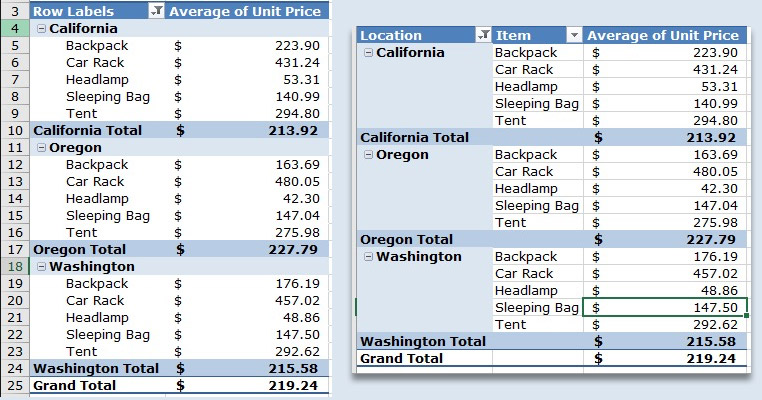 3 Row Labels Average of Unit Price
4 California
5 Backpack $ 223.90
6 Car Rack $ 431.24
7 Headlamp $ 53.31
8 Sleeping Bag $ 140.99
9 Tent $ 294.80
10 California Total $ 213.92
11 Oregon
12 Backpack $ 163.69
13 Car Rack $ 480.05
14 Headlamp $ 42.30
15 Sleeping Bag $ 147.04
16 Tent $ 275.98
17 Oregon Total $ 227.79
18 Washington
19 Backpack $ 176.19
20 Car Rack $ 457.02
21 Headlamp $ 48.86
22 Sleeping Bag $ 147.50
23 Tent $ 292.62
24 Washington Total $ 215.58
25 Grand Total $ 219.24
Location Item Average of Unit Price
California Backpack $ 223.90
Car Rack $ 431.24
Headlamp $ 53.31
Sleeping Bag $ 140.99
Tent $ 294.80
California Total $ 213.92
Oregon Backpack $ 163.69
Car Rack $ 480.05
Headlamp $ 42.30
Sleeping Bag $ 147.04
Tent $ 275.98
Oregon Total $ 227.79
Washington Backpack $ 176.19
Car Rack $ 457.02
Headlamp $ 48.86
Sleeping Bag $ 147.50
Tent $ 292.62
Washington Total $ 215.58
Grand Total $ 219.24